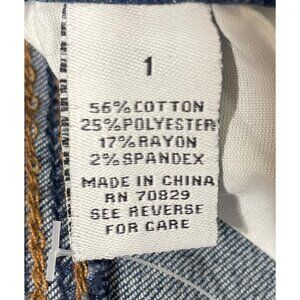 1
56% COTTON
25% POLYESTER
17% RAYON
2% SPANDEX
MADE IN CHINA
RN 70829
SEE REVERSE
FOR CARE